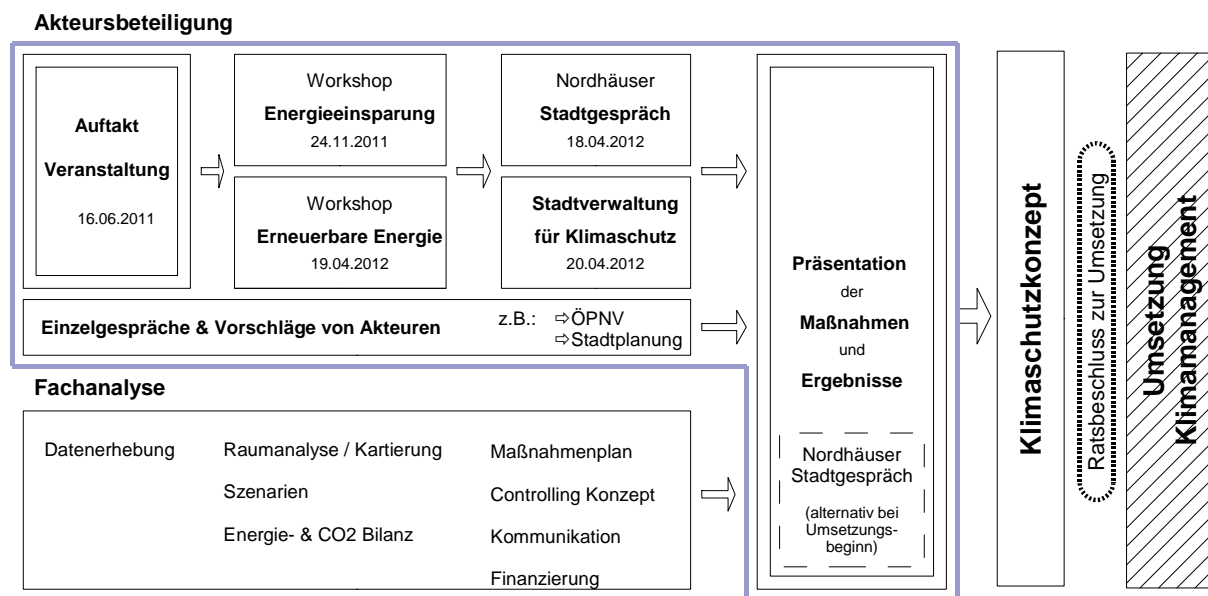 Akteursbeteiligung
Auftakt
Veranstaltung
16.06.2011
Workshop
Energieeinsparung
24.11.2011
Workshop
Erneuerbare Energie
19.04.2012
Nordhäuser
Stadtgespräch
18.04.2012
Stadtverwaltung
für Klimaschutz
20.04.2012
Einzelgespräche & Vorschläge von Akteuren z.B.: ⇨ÖPNV
⇨Stadtplanung
Fachanalyse
Datenerhebung
Raumanalyse / Kartierung
Szenarien
Energie- & CO2 Bilanz
Maßnahmenplan
Controlling Konzept
Kommunikation
Finanzierung
Präsentation
der
Maßnahmen
und
Ergebnisse
Nordhäuser
Stadtgespräch
(alternativ bei
Umsetzungs-
beginn)
Klimaschutzkonzept
Ratsbeschluss zur Umsetzung
Umsetzung
Klimamanagement